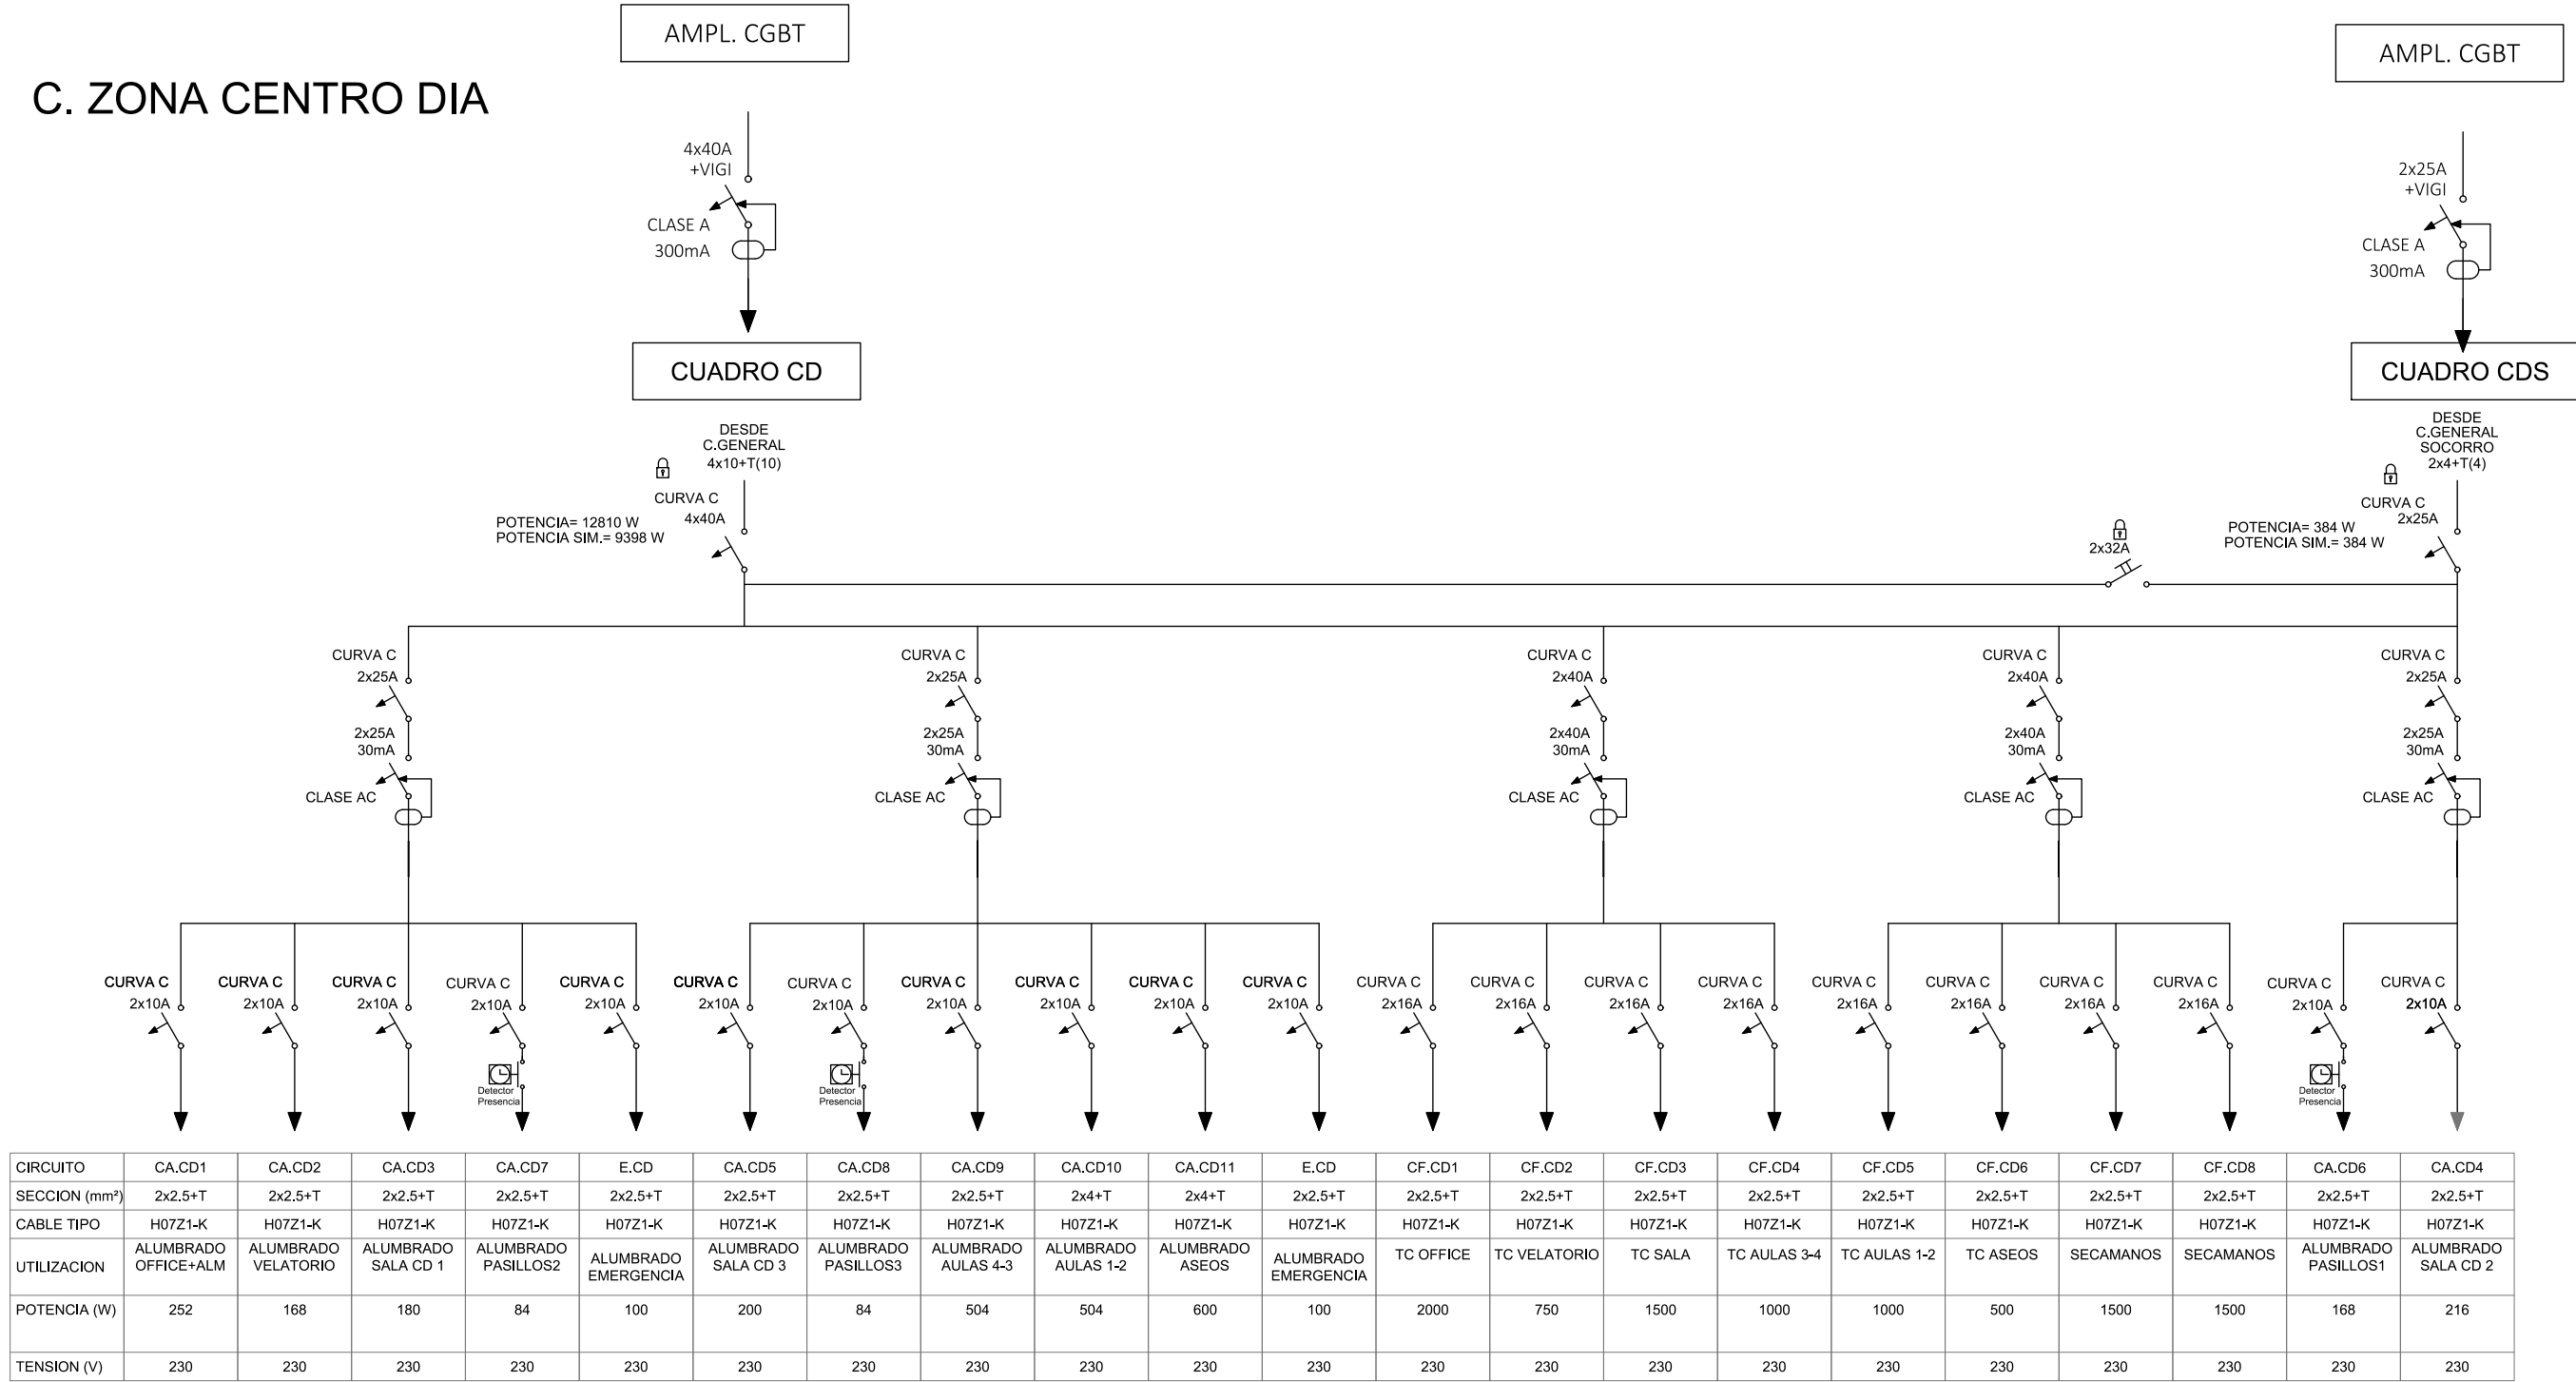 AMPL. CGBT
AMPL. CGBT
C. ZONA CENTRO DIA
4x40A
+VIGI
CLASE A
300mA
2x25A
+VIGI
CLASE A
300mA
CUADRO CD
CUADRO CDS
DESDE
C.GENERAL
4x10+T(10)
CURVA C
4x40A
POTENCIA= 12810 W
POTENCIA SIM.= 9398 W
DESDE
C.GENERAL
SOCORRO
2x4+T(4)
CURVA C
2x25A
POTENCIA= 384 W
POTENCIA SIM.= 384 W
2x32A
CURVA C
2x25A
2x25A
30mA
CLASE AC
CURVA C
2x25A
2x25A
30mA
CLASE AC
CURVA C
2x40A
2x40A
30mA
CLASE AC
CURVA C
2x40A
2x40A
30mA
CLASE AC
CURVA C
2x25A
2x25A
30mA
CLASE AC
CURVA C
2x10A
CURVA C
2x10A
CURVA C
2x10A
CURVA C
2x10A
Detector
Presencia
CURVA C
2x10A
CURVA C
2x10A
CURVA C
2x10A
Detector
Presencia
CURVA C
2x10A
CURVA C
2x10A
CURVA C
2x10A
CURVA C
2x10A
CURVA C
2x16A
CURVA C
2x16A
CURVA C
2x16A
CURVA C
2x16A
CURVA C
2x16A
CURVA C
2x16A
CURVA C
2x16A
CURVA C
2x16A
CURVA C
2x10A
Detector
Presencia
CURVA C
2x10A
CIRCUITO CA.CD1 CA.CD2 CA.CD3 CA.CD7 E.CD CA.CD5 CA.CD8 CA.CD9 CA.CD10 CA.CD11 E.CD CF.CD1 CF.CD2 CF.CD3 CF.CD4 CF.CD5 CF.CD6 CF.CD7 CF.CD8 CA.CD6 CA.CD4
SECCION (mm²) 2x2.5+T 2x2.5+T 2x2.5+T 2x2.5+T 2x2.5+T 2x2.5+T 2x2.5+T 2x2.5+T 2x4+T 2x4+T 2x2.5+T 2x2.5+T 2x2.5+T 2x2.5+T 2x2.5+T 2x2.5+T 2x2.5+T 2x2.5+T 2x2.5+T 2x2.5+T 2x2.5+T
CABLE TIPO H07Z1-K H07Z1-K H07Z1-K H07Z1-K H07Z1-K H07Z1-K H07Z1-K H07Z1-K H07Z1-K H07Z1-K H07Z1-K H07Z1-K H07Z1-K H07Z1-K H07Z1-K H07Z1-K H07Z1-K H07Z1-K H07Z1-K H07Z1-K H07Z1-K
UTILIZACION
ALUMBRADO
OFFICE+ALM
ALUMBRADO
VELATORIO
ALUMBRADO
SALA CD 1
ALUMBRADO
PASILLOS2
ALUMBRADO
EMERGENCIA
ALUMBRADO
SALA CD 3
ALUMBRADO
PASILLOS3
ALUMBRADO
AULAS 4-3
ALUMBRADO
AULAS 1-2
ALUMBRADO
ASEOS
ALUMBRADO
EMERGENCIA
TC OFFICE
TC VELATORIO
TC SALA
TC AULAS 3-4
TC AULAS 1-2
TC ASEOS
SECAMANOS
SECAMANOS
ALUMBRADO
PASILLOS1
ALUMBRADO
SALA CD 2
POTENCIA (W) 252 168 180 84 100 200 84 504 504 600 100 2000 750 1500 1000 1000 500 1500 1500 168 216
TENSION (V) 230 230 230 230 230 230 230 230 230 230 230 230 230 230 230 230 230 230 230 230 230